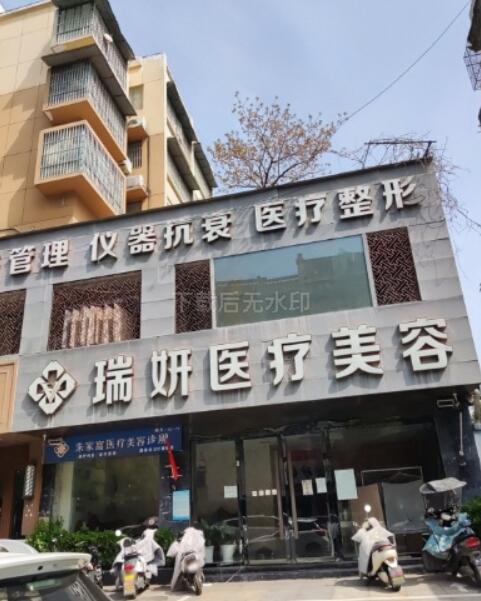 管理 仪器抗衰 医疗整形
下载后无水印
瑞妍医疗美容
朱家富医疗美容诊所